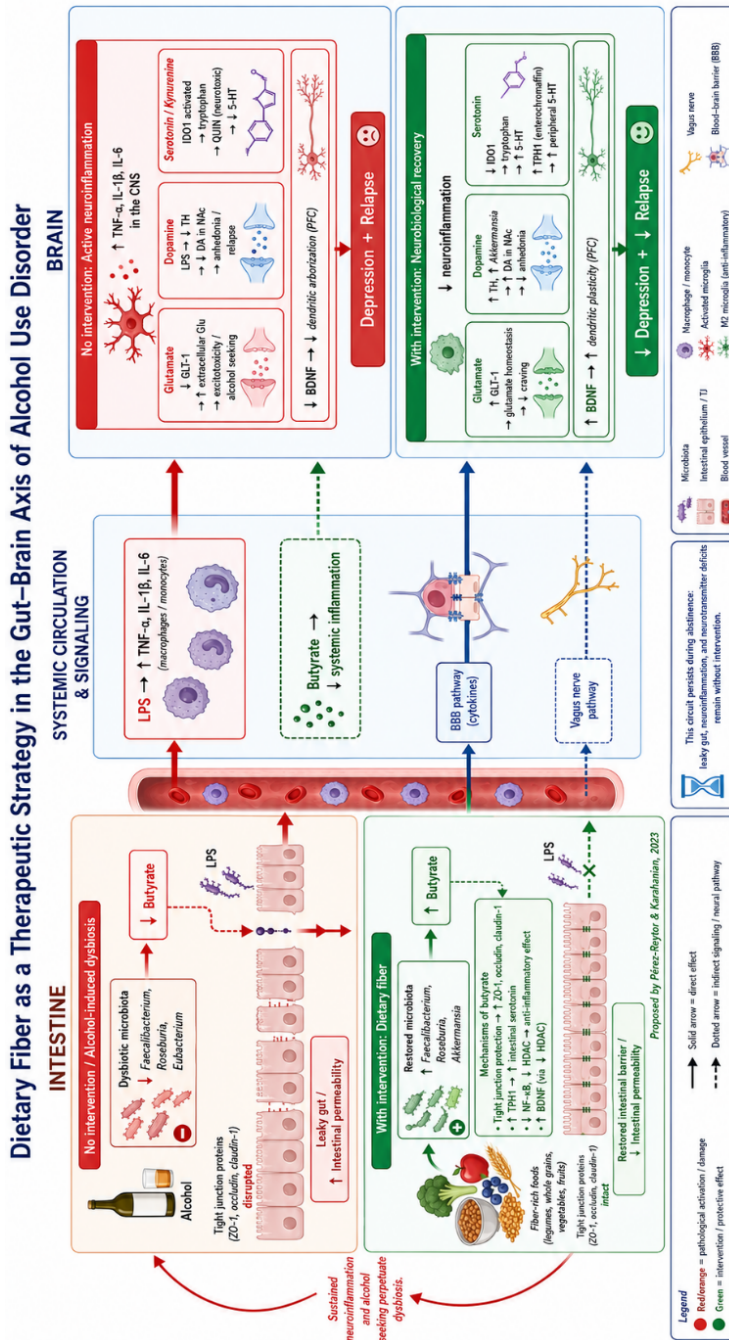 Dietary Fiber as a Therapeutic Strategy in the Gut–Brain Axis of Alcohol Use Disorder
INTESTINE
No intervention / Alcohol-induced dysbiosis
Alcohol
Dysbiotic microbiota
↓ Faecalibacterium,
Roseburia,
Eubacterium
↓ Butyrate
Tight junction proteins
(ZO-1, occludin, claudin-1)
disrupted
LPS
Leaky gut /
↑ Intestinal permeability
Sustained
neuroinflammation
and alcohol
seeking perpetuate
dysbiosis.
With intervention: Dietary fiber
Restored microbiota
↑ Faecalibacterium,
Roseburia,
Akkermansia
↑ Butyrate
Fiber-rich foods
(legumes, whole grains,
vegetables, fruits)
Mechanisms of butyrate
• Tight junction protection → ↑ ZO-1, occludin, claudin-1
• ↑ TPH1 → ↑ intestinal serotonin
• ↓ NF-κB, ↓ HDAC → anti-inflammatory effect
• ↑ BDNF (via ↓ HDAC)
Tight junction proteins
(ZO-1, occludin, claudin-1)
intact
LPS
Restored intestinal barrier /
↓ Intestinal permeability
Proposed by Pérez-Reytor & Karahanian, 2023
SYSTEMIC CIRCULATION
& SIGNALING
LPS → ↑ TNF-α, IL-1β, IL-6
(macrophages / monocytes)
Butyrate →
↓ systemic inflammation
BBB pathway
(cytokines)
Vagus nerve
pathway
BRAIN
No intervention: Active neuroinflammation
↑ TNF-α, IL-1β, IL-6
in the CNS
Glutamate
↓ GLT-1
→ ↑ extracellular Glu
→ excitotoxicity /
alcohol seeking
Dopamine
LPS → ↓ TH
→ ↓ DA in NAc
→ anhedonia /
relapse
Serotonin / Kynurenine
IDO1 activated
→ tryptophan
→ QUIN (neurotoxic)
→ ↓ 5-HT
↓ BDNF → ↓ dendritic arborization (PFC)
Depression + Relapse
With intervention: Neurobiological recovery
↓ neuroinflammation
Glutamate
↑ GLT-1
→ glutamate homeostasis
→ ↓ craving
Dopamine
↑ TH, ↑ Akkermansia
→ ↑ DA in NAc
→ ↓ anhedonia
Serotonin
↓ IDO1
→ tryptophan
→ ↑ 5-HT
↑ TPH1 (enterochromaffin)
→ ↑ peripheral 5-HT
↑ BDNF → ↑ dendritic plasticity (PFC)
↓ Depression + ↓ Relapse
Legend
Red/orange = pathological activation / damage
Green = intervention / protective effect
Solid arrow = direct effect
Dotted arrow = indirect signaling / neural pathway
This circuit persists during abstinence:
leaky gut, neuroinflammation, and neurotransmitter deficits
remain without intervention.
Microbiota
Intestinal epithelium / TJ
Blood vessel
Macrophage / monocyte
Activated microglia
M2 microglia (anti-inflammatory)
Vagus nerve
Blood–brain barrier (BBB)